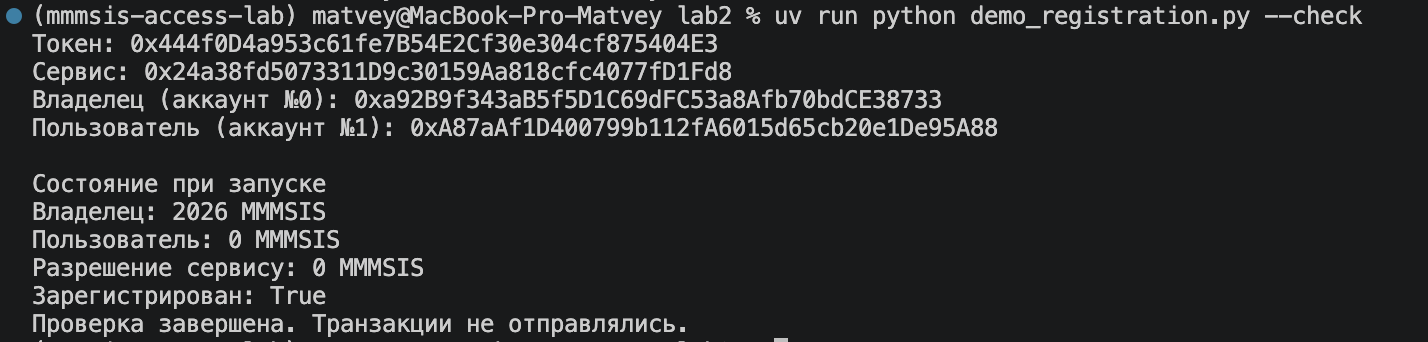 (mmmsis-access-lab) matvey@MacBook-Pro-Matvey lab2 % uv run python demo_registration.py --check
Токен: 0x444f0D4a953c61fe7B54E2Cf30e304cf875404E3
Сервис: 0x24a38fd5073311D9c30159Aa818cfc4077fD1Fd8
Владелец (аккаунт №0): 0xa92B9f343aB5f5D1C69dFC53a8Afb70bdCE38733
Пользователь (аккаунт №1): 0xA87aAf1D400799b112fA6015d65cb20e1De95A88
Состояние при запуске
Владелец: 2026 MMMSIS
Пользователь: 0 MMMSIS
Разрешение сервису: 0 MMMSIS
Зарегистрирован: True
Проверка завершена. Транзакции не отправлялись.